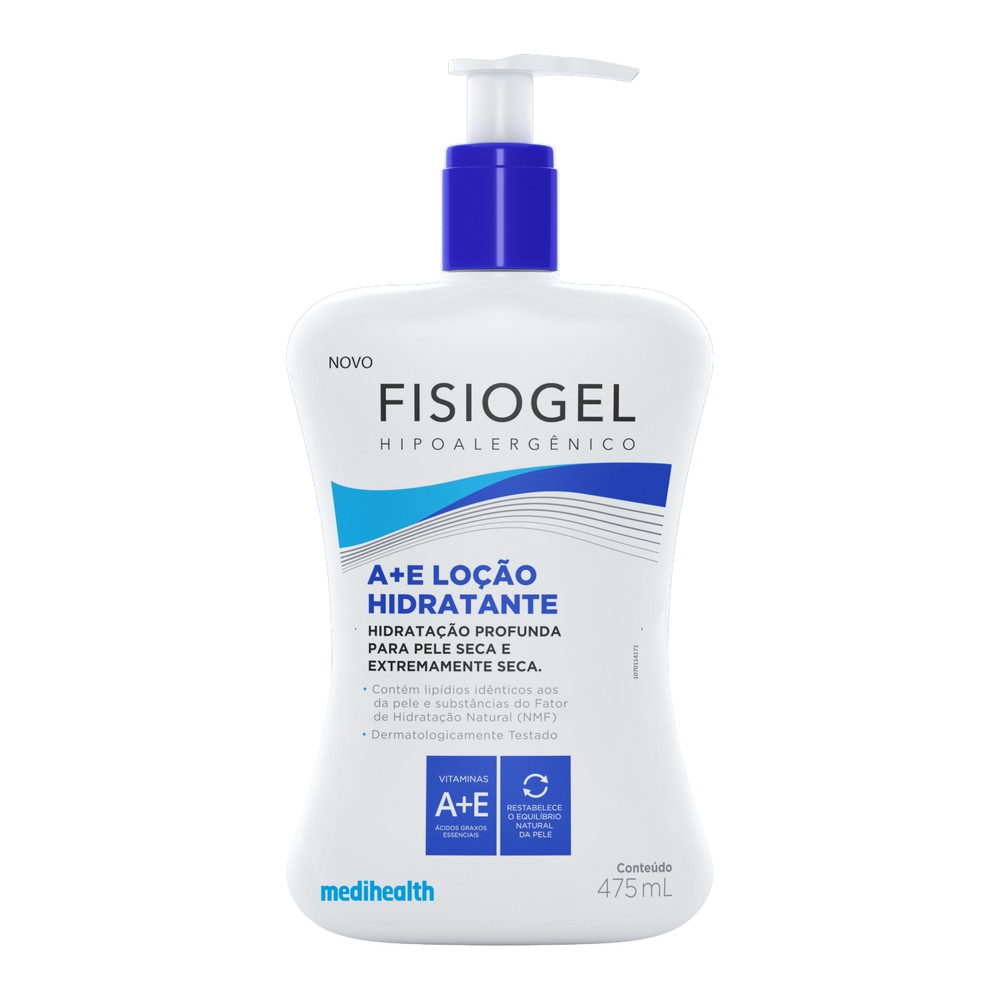 NOVO
FISIOGEL
HIPOALERGÊNICO
A+E LOÇÃO
HIDRATANTE
HIDRATAÇÃO PROFUNDA
PARA PELE SECA E
EXTREMAMENTE SECA.
• Contém lipídios idênticos aos
da pele e substâncias do Fator
de Hidratação Natural (NMF)
• Dermatologicamente Testado
VITAMINAS
A+E
ÁCIDOS GRAXOS
ESSENCIAIS
RESTABELECE
O EQUILÍBRIO
NATURAL
DA PELE
1070114171
medihealth
Conteúdo
475mL